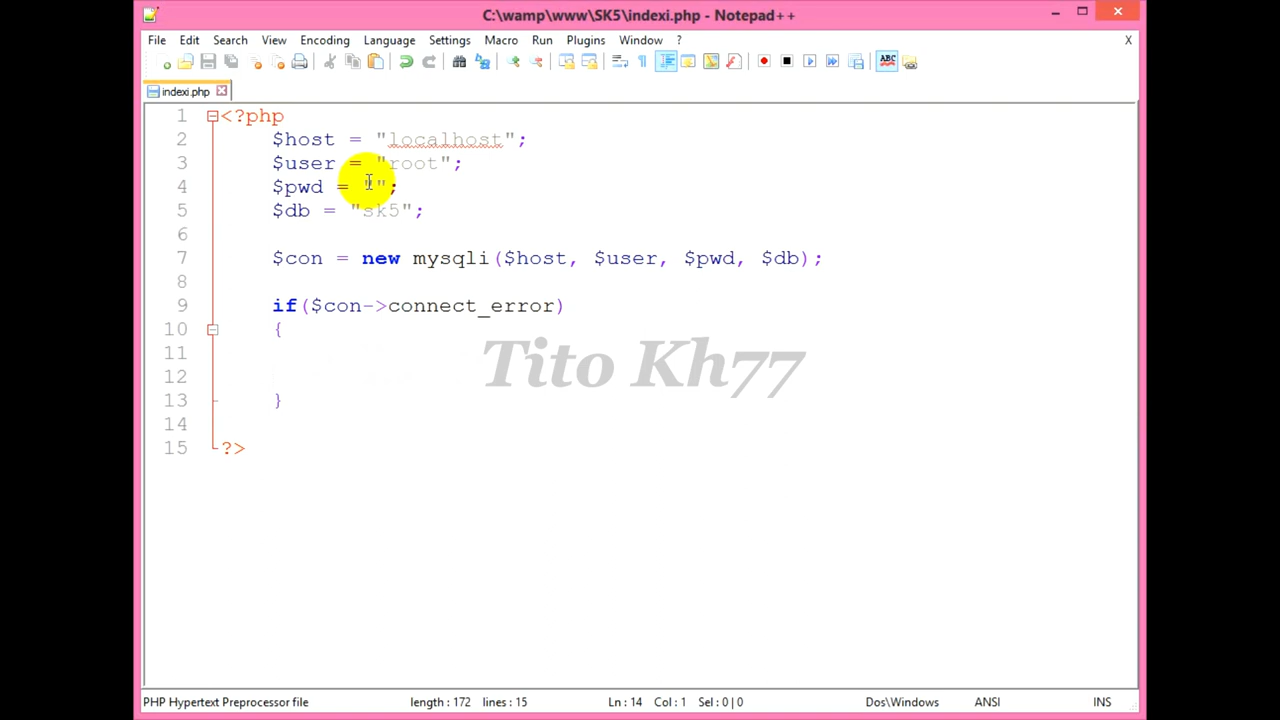 C:\wamp\www\SK5\indexi.php - Notepad++
File Edit Search View Encoding Language Settings Macro Run Plugins Window ? X
indexi.php
1 <?php
2 $host = "localhost";
3 $user = "root";
4 $pwd = "";
5 $db = "sk5";
6
7 $con = new mysqli($host, $user, $pwd, $db);
8
9 if($con->connect_error)
10 {
11
12
13 }
14
15 ?>
Tito Kh77
PHP Hypertext Preprocessor file length : 172 lines : 15 Ln : 14 Col : 1 Sel : 0 | 0 Dos\Windows ANSI INS